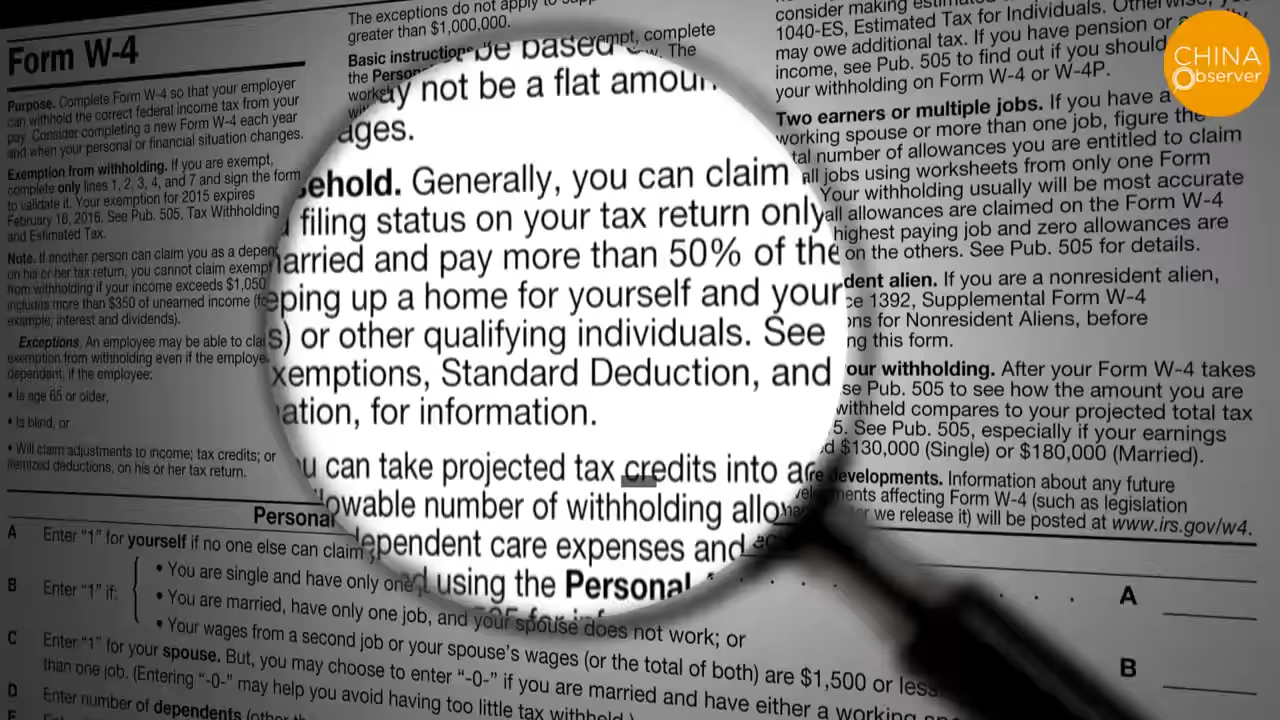 Form W-4
Purpose. Complete Form W-4 so that your employer
can withhold the correct federal income tax from your
pay. Consider completing a new Form W-4 each year
and when your personal or financial situation changes.
Exemption from withholding. If you are exempt,
complete only lines 1, 2, 3, 4, and 7 and sign the form
to validate it. Your exemption for 2015 expires
February 16, 2016. See Pub. 505, Tax Withholding
and Estimated Tax.
Note. If another person can claim you as a depen
on his or her tax return, you cannot claim exempt
from withholding if your income exceeds $1,050
includes more than $350 of unearned income (fo
example, interest and dividends).
Exceptions. An employee may be able to clai
exemption from withholding even if the employe
dependent, if the employee:
• Is age 65 or older,
• Is blind, or
• Will claim adjustments to income; tax credits; or
itemized deductions, on his or her tax return.
The exceptions do not apply to supp
greater than $1,000,000.
Basic instructions
exempt, complete
the Person
The
be based
ay not be a flat amoun
ages.
sehold. Generally, you can claim
filing status on your tax return only
married and pay more than 50% of the
eping up a home for yourself and your
s) or other qualifying individuals. See
xemptions, Standard Deduction, and
ation, for information.
u can take projected tax credits into a
owable number of withholding allo
dependent care expenses and
using the Personal
consider making
1040-ES, Estimated Tax for Individuals. Otherwise,
may owe additional tax. If you have pension or a
income, see Pub. 505 to find out if you should
your withholding on Form W-4 or W-4P.
Two earners or multiple jobs. If you have a
working spouse or more than one job, figure the
tal number of allowances you are entitled to claim
all jobs using worksheets from only one Form
Your withholding usually will be most accurate
all allowances are claimed on the Form W-4
highest paying job and zero allowances are
on the others. See Pub. 505 for details.
dent alien. If you are a nonresident alien,
ce 1392, Supplemental Form W-4
ons for Nonresident Aliens, before
ng this form.
our withholding. After your Form W-4 takes
se Pub. 505 to see how the amount you are
withheld compares to your projected total tax
5. See Pub. 505, especially if your earnings
d $130,000 (Single) or $180,000 (Married).
re developments. Information about any future
ments affecting Form W-4 (such as legislation
we release it) will be posted at www.irs.gov/w4.
CHINA
Observer
Personal
A Enter “1” for yourself if no one else can claim
A
B Enter “1” if:
• You are single and have only one
• You are married, have only one job, and your spouse does not work; or
• Your wages from a second job or your spouse's wages (or the total of both) are $1,500 or less.
B
C Enter “1” for your spouse. But, you may choose to enter “-0-” if you are married and have either a working
than one job. (Entering “-0-” may help you avoid having too little tax withheld.)
D Enter number of dependents